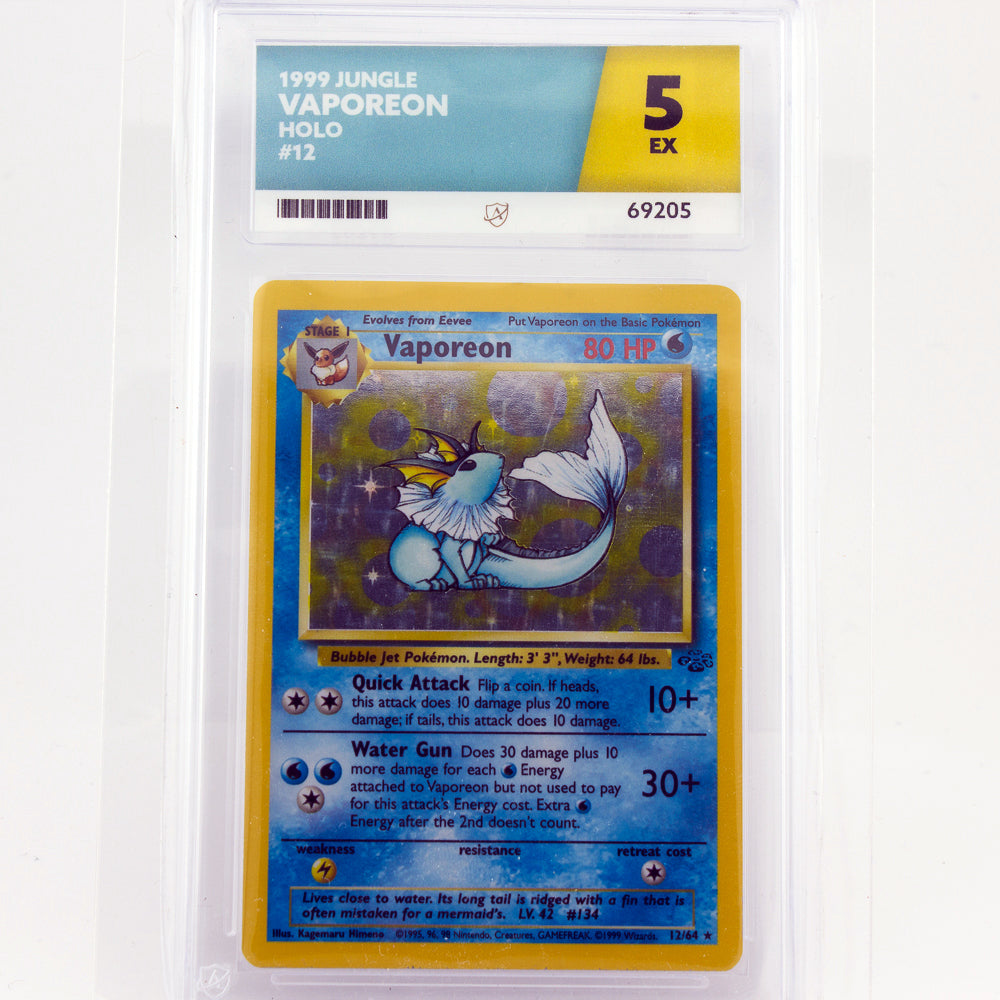 1999 JUNGLE
VAPOREON
HOLO
#12
5
EX
69205
Evolves from Eevee Put Vaporeon on the Basic Pokémon
STAGE 1
Vaporeon 80 HP
Bubble Jet Pokémon. Length: 3' 3", Weight: 64 lbs.
Quick Attack Flip a coin. If heads,
this attack does 10 damage plus 20 more
damage; if tails, this attack does 10 damage.
10+
Water Gun Does 30 damage plus 10
more damage for each Energy
attached to Vaporeon but not used to pay
for this attack's Energy cost. Extra
Energy after the 2nd doesn't count.
30+
weakness resistance retreat cost
Lives close to water. Its long tail is ridged with a fin that is
often mistaken for a mermaid's. LV. 42 #134
Illus. Kagemaru Himeno ©1995, 96, 98 Nintendo, Creatures, GAMEFREAK. ©1999 Wizards. 12/64 ★